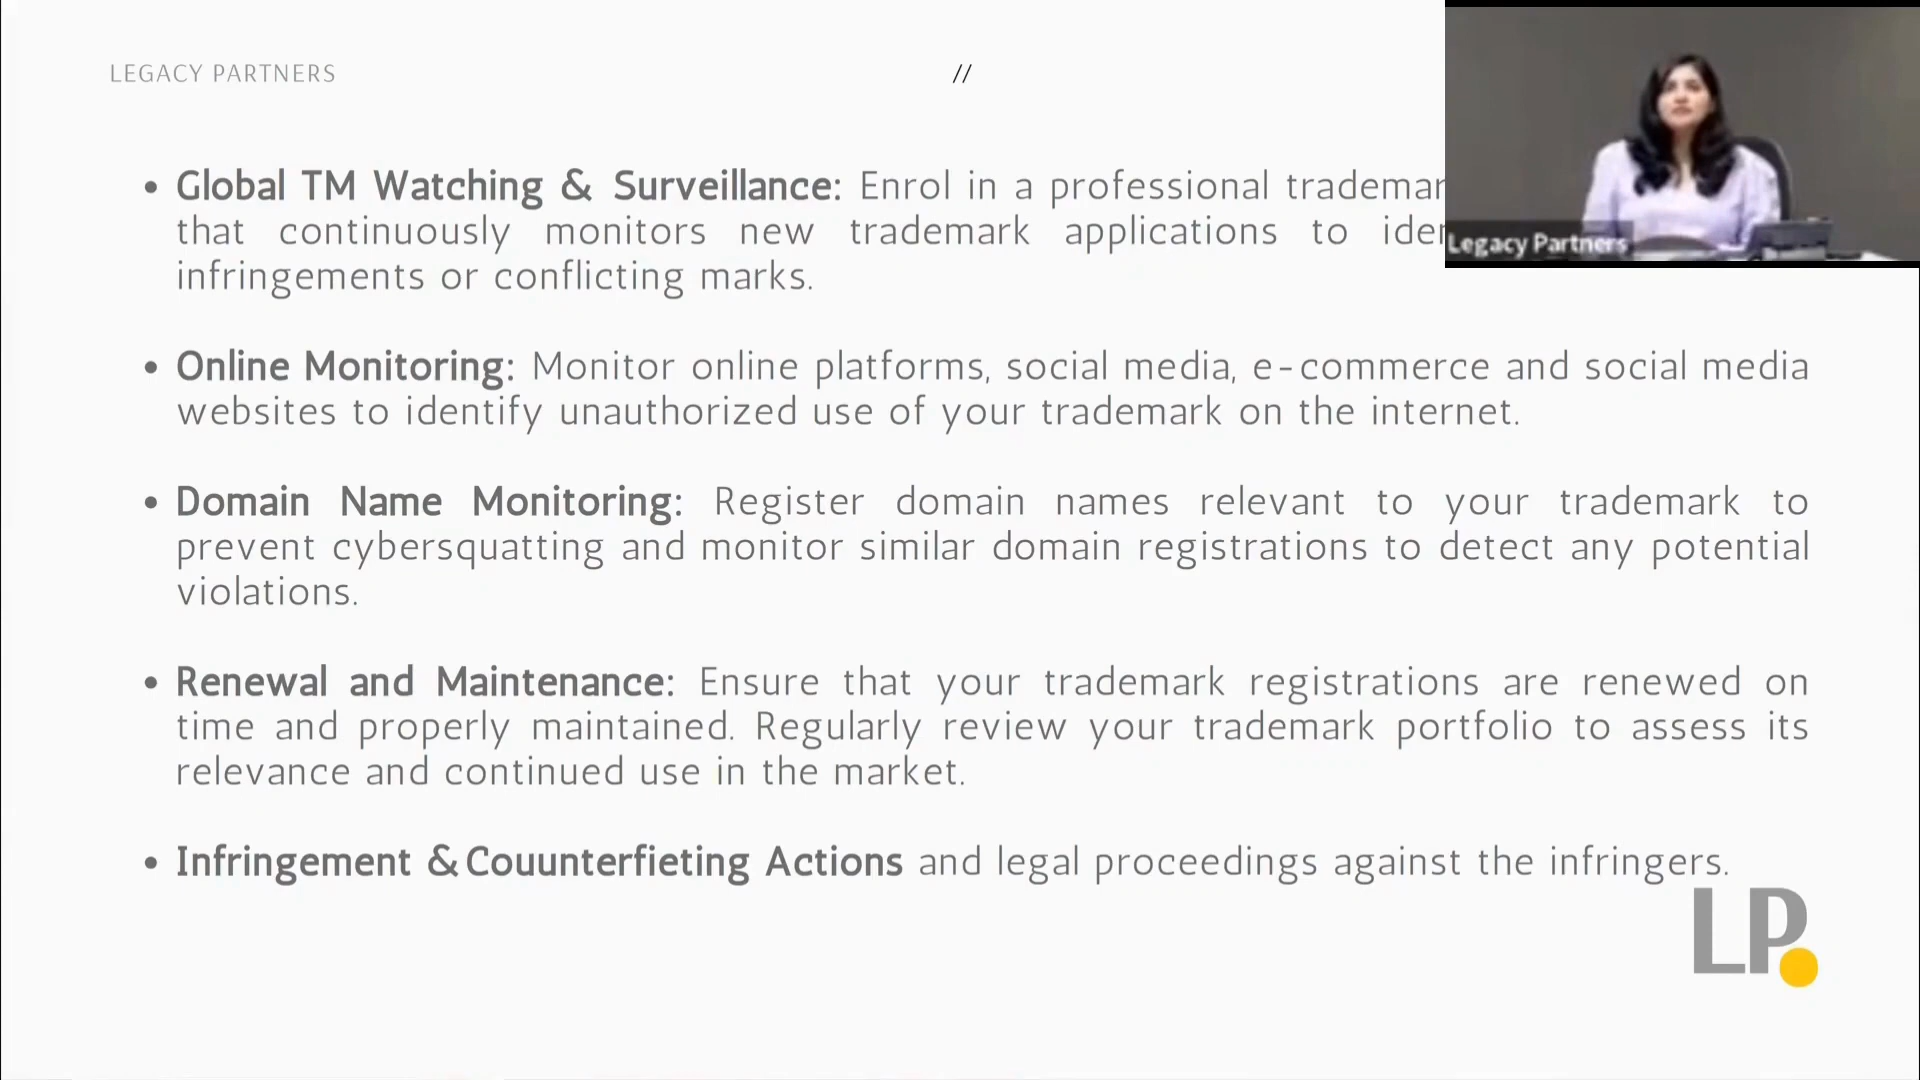 LEGACY PARTNERS
//
• Global TM Watching & Surveillance: Enrol in a professional
that continuously monitors new trademark applications to
infringements or conflicting marks.
• Online Monitoring: Monitor online platforms, social media, e-commerce and social media
websites to identify unauthorized use of your trademark on the internet.
• Domain Name Monitoring: Register domain names relevant to your trademark to
prevent cybersquatting and monitor similar domain registrations to detect any potential
violations.
• Renewal and Maintenance: Ensure that your trademark registrations are renewed on
time and properly maintained. Regularly review your trademark portfolio to assess its
relevance and continued use in the market.
• Infringement & Couunterfieting Actions and legal proceedings against the infringers.
LP.
Legacy Partners